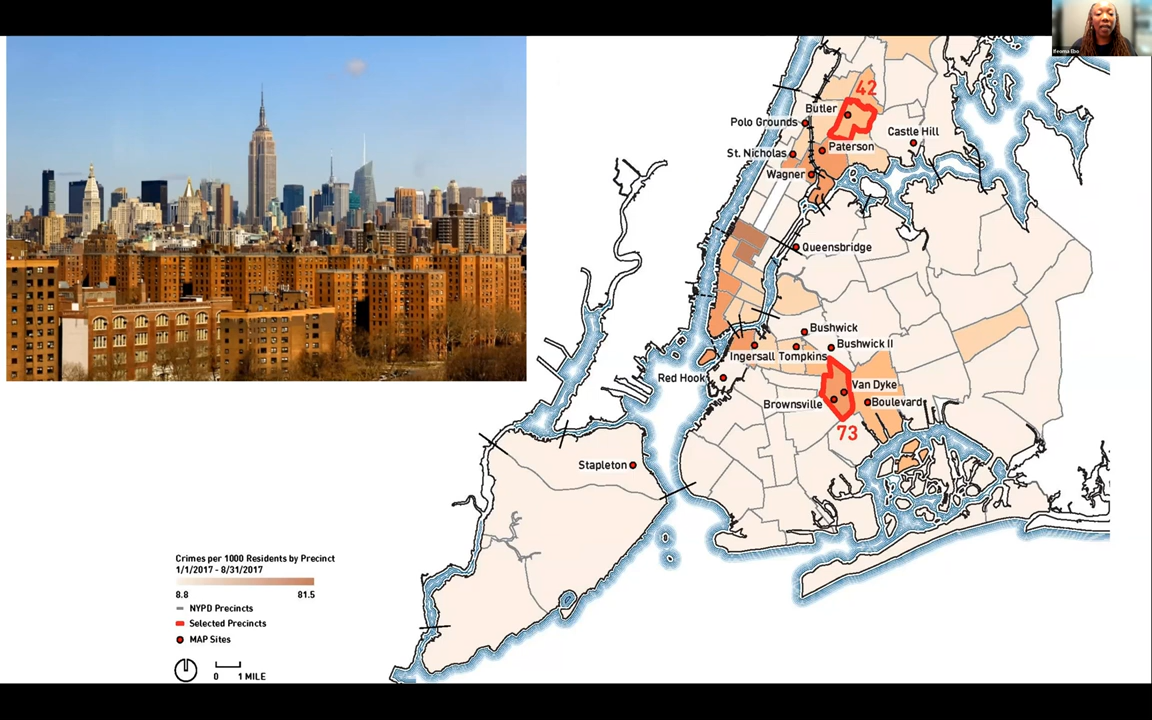 Ifeoma Ebo
42
Butler
Polo Grounds
Castle Hill
Paterson
St. Nicholas
Wagner
Queensbridge
Bushwick
Bushwick II
Ingersall Tompkins
Red Hook
Van Dyke
Brownsville
Boulevard
73
Stapleton
Crimes per 1000 Residents by Precinct
1/1/2017 - 8/31/2017
8.8 81.5
NYPD Precincts
Selected Precincts
MAP Sites
0 1 MILE